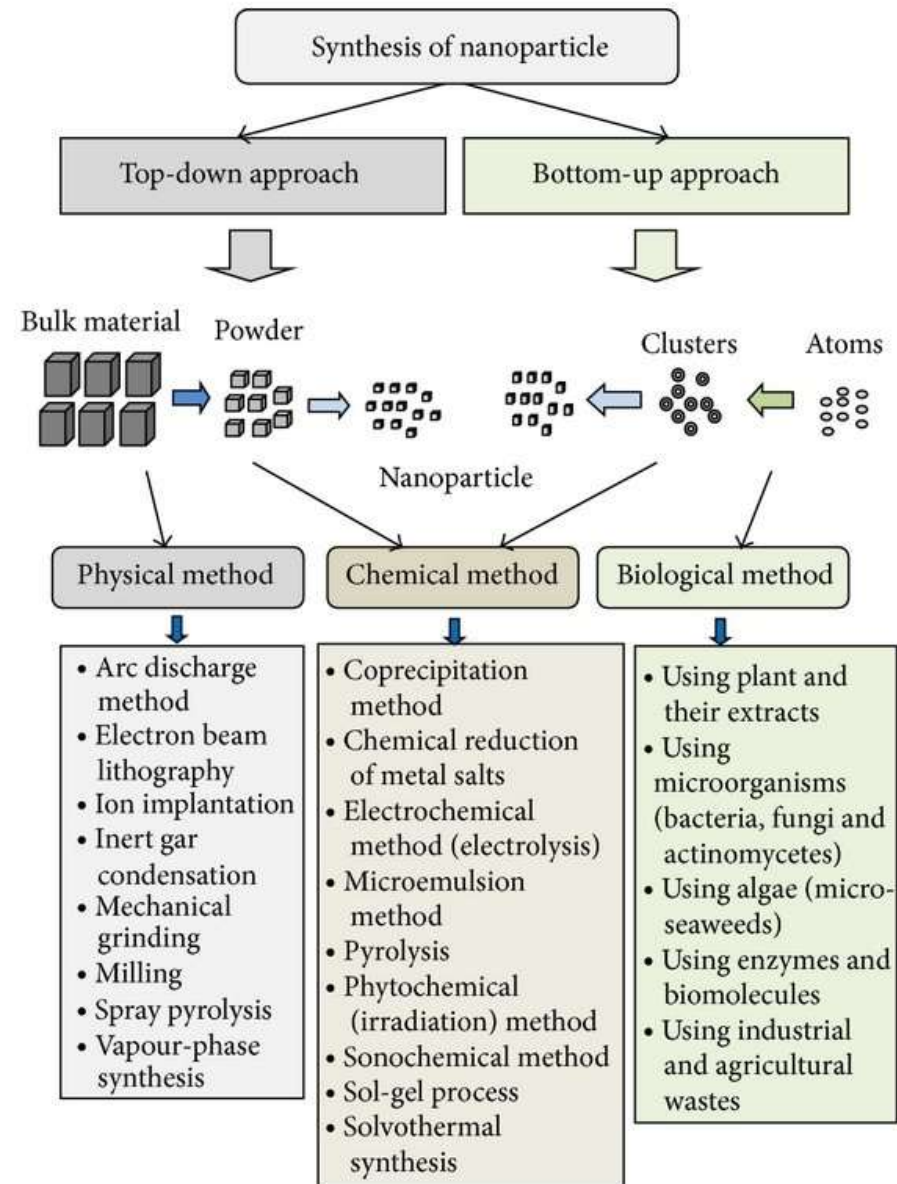 Synthesis of nanoparticle
Top-down approach
Bottom-up approach
Bulk material
Powder
Clusters
Atoms
Nanoparticle
Physical method
Chemical method
Biological method
• Arc discharge
method
• Electron beam
lithography
• Ion implantation
• Inert gar
condensation
• Mechanical
grinding
• Milling
• Spray pyrolysis
• Vapour-phase
synthesis
• Coprecipitation
method
• Chemical reduction
of metal salts
• Electrochemical
method (electrolysis)
• Microemulsion
method
• Pyrolysis
• Phytochemical
(irradiation) method
• Sonochemical method
• Sol-gel process
• Solvothermal
synthesis
• Using plant and
their extracts
• Using
microorganisms
(bacteria, fungi and
actinomycetes)
• Using algae (micro-
seaweeds)
• Using enzymes and
biomolecules
• Using industrial
and agricultural
wastes